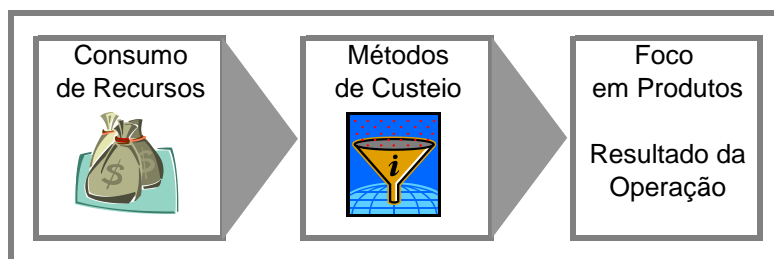 Consumo
de Recursos
$
$
Métodos
de Custeio
i
Foco
em Produtos
Resultado da
Operação